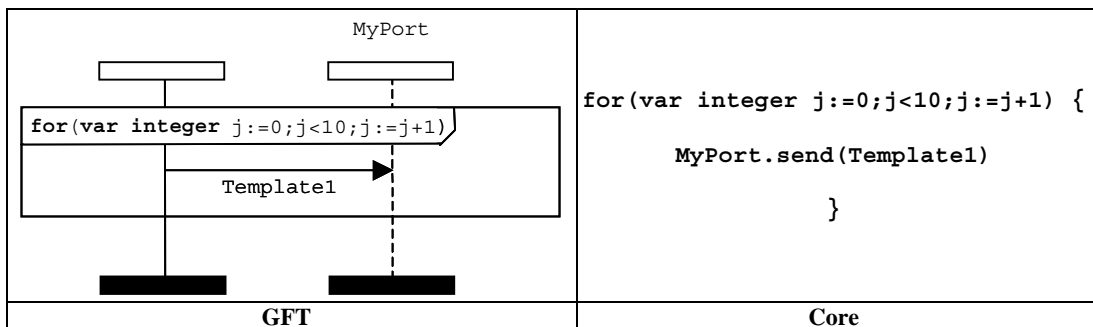 MyPort
for(var integer j:=0;j<10;j:=j+1)
Template1
for(var integer j:=0;j<10;j:=j+1) {
MyPort.send(Template1)
}
GFT
Core